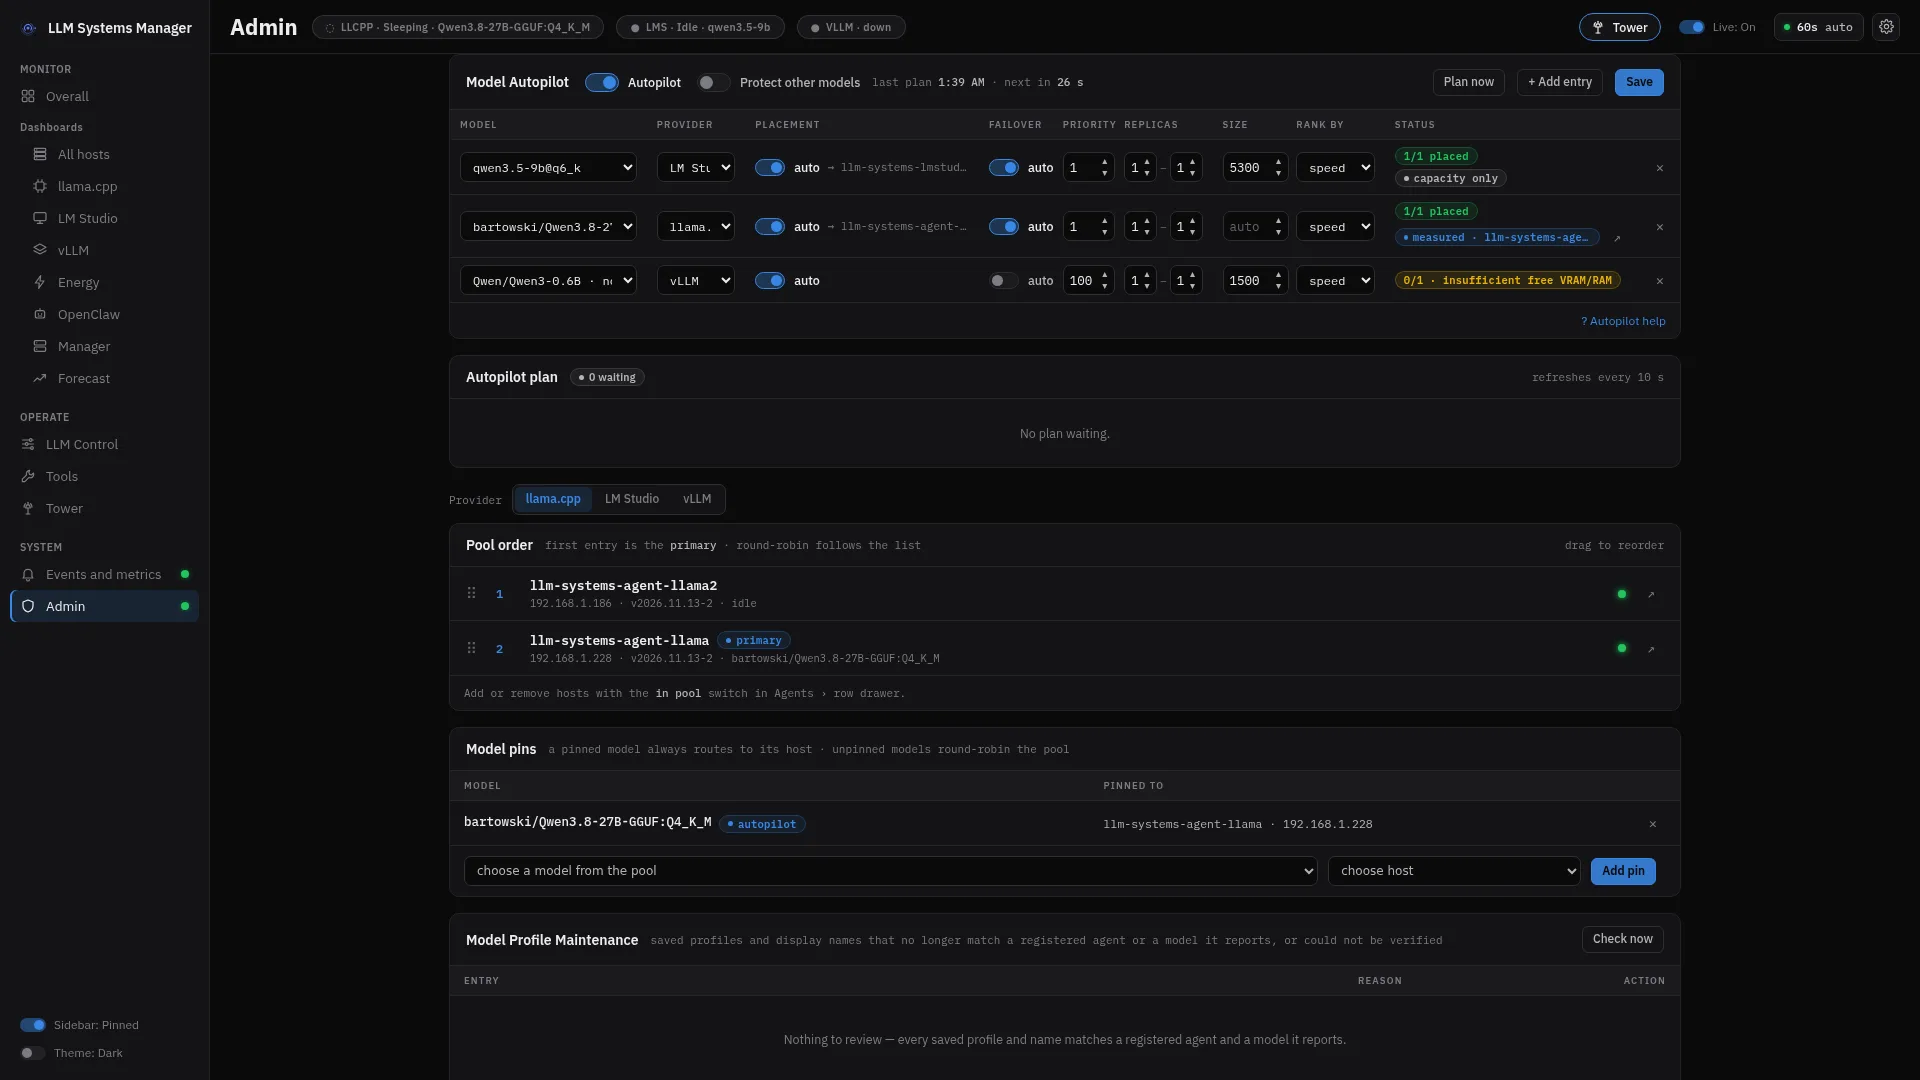 LLM Systems Manager
MONITOR
Overall
Dashboards
All hosts
llama.cpp
LM Studio
vLLM
Energy
OpenClaw
Manager
Forecast
OPERATE
LLM Control
Tools
Tower
SYSTEM
Events and metrics
Admin
Sidebar: Pinned
Theme: Dark
Admin
LLCPP · Sleeping · Qwen3.8-27B-GGUF:Q4_K_M
LMS · Idle · qwen3.5-9b
VLLM · down
Tower
Live: On
60s auto
Model Autopilot Autopilot Protect other models last plan 1:39 AM · next in 26 s Plan now + Add entry Save
MODEL PROVIDER PLACEMENT FAILOVER PRIORITY REPLICAS SIZE RANK BY STATUS
qwen3.5-9b@q6_k LM Stu auto → llm-systems-lmstud… auto 1 1 – 1 5300 speed 1/1 placed ×
capacity only
bartowski/Qwen3.8-2 llama. auto → llm-systems-agent-… auto 1 1 – 1 auto speed 1/1 placed ×
measured · llm-systems-age… ↗
Qwen/Qwen3-0.6B · no vLLM auto auto 100 1 – 1 1500 speed 0/1 · insufficient free VRAM/RAM ×
? Autopilot help
Autopilot plan 0 waiting refreshes every 10 s
No plan waiting.
Provider llama.cpp LM Studio vLLM
Pool order first entry is the primary · round-robin follows the list drag to reorder
1 llm-systems-agent-llama2
192.168.1.186 · v2026.11.13-2 · idle
↗
2 llm-systems-agent-llama primary
192.168.1.228 · v2026.11.13-2 · bartowski/Qwen3.8-27B-GGUF:Q4_K_M
↗
Add or remove hosts with the in pool switch in Agents › row drawer.
Model pins a pinned model always routes to its host · unpinned models round-robin the pool
MODEL PINNED TO
bartowski/Qwen3.8-27B-GGUF:Q4_K_M autopilot llm-systems-agent-llama · 192.168.1.228 ×
choose a model from the pool choose host Add pin
Model Profile Maintenance saved profiles and display names that no longer match a registered agent or a model it reports, or could not be verified Check now
ENTRY REASON ACTION
Nothing to review — every saved profile and name matches a registered agent and a model it reports.